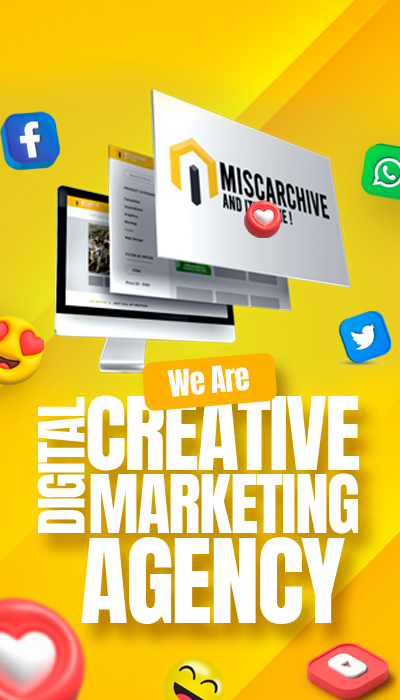 MISCARCHIVE
We Are
DIGITAL
CREATIVE
MARKETING
AGENCY